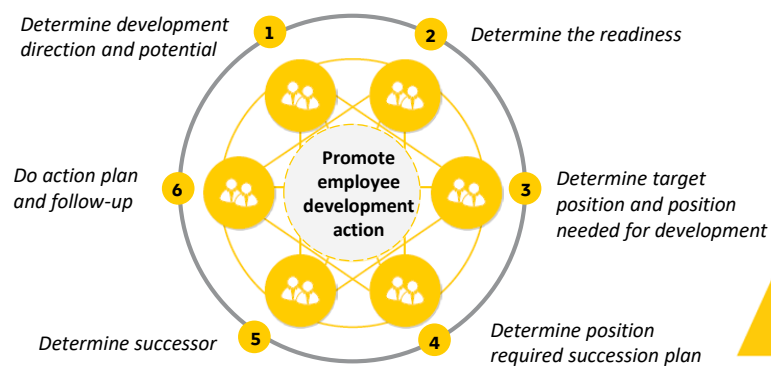 1
Determine development
direction and potential
2
Determine the readiness
3
Determine target
position and position
needed for development
4
Determine position
required succession plan
5
Determine successor
6
Do action plan
and follow-up
Promote
employee
development
action